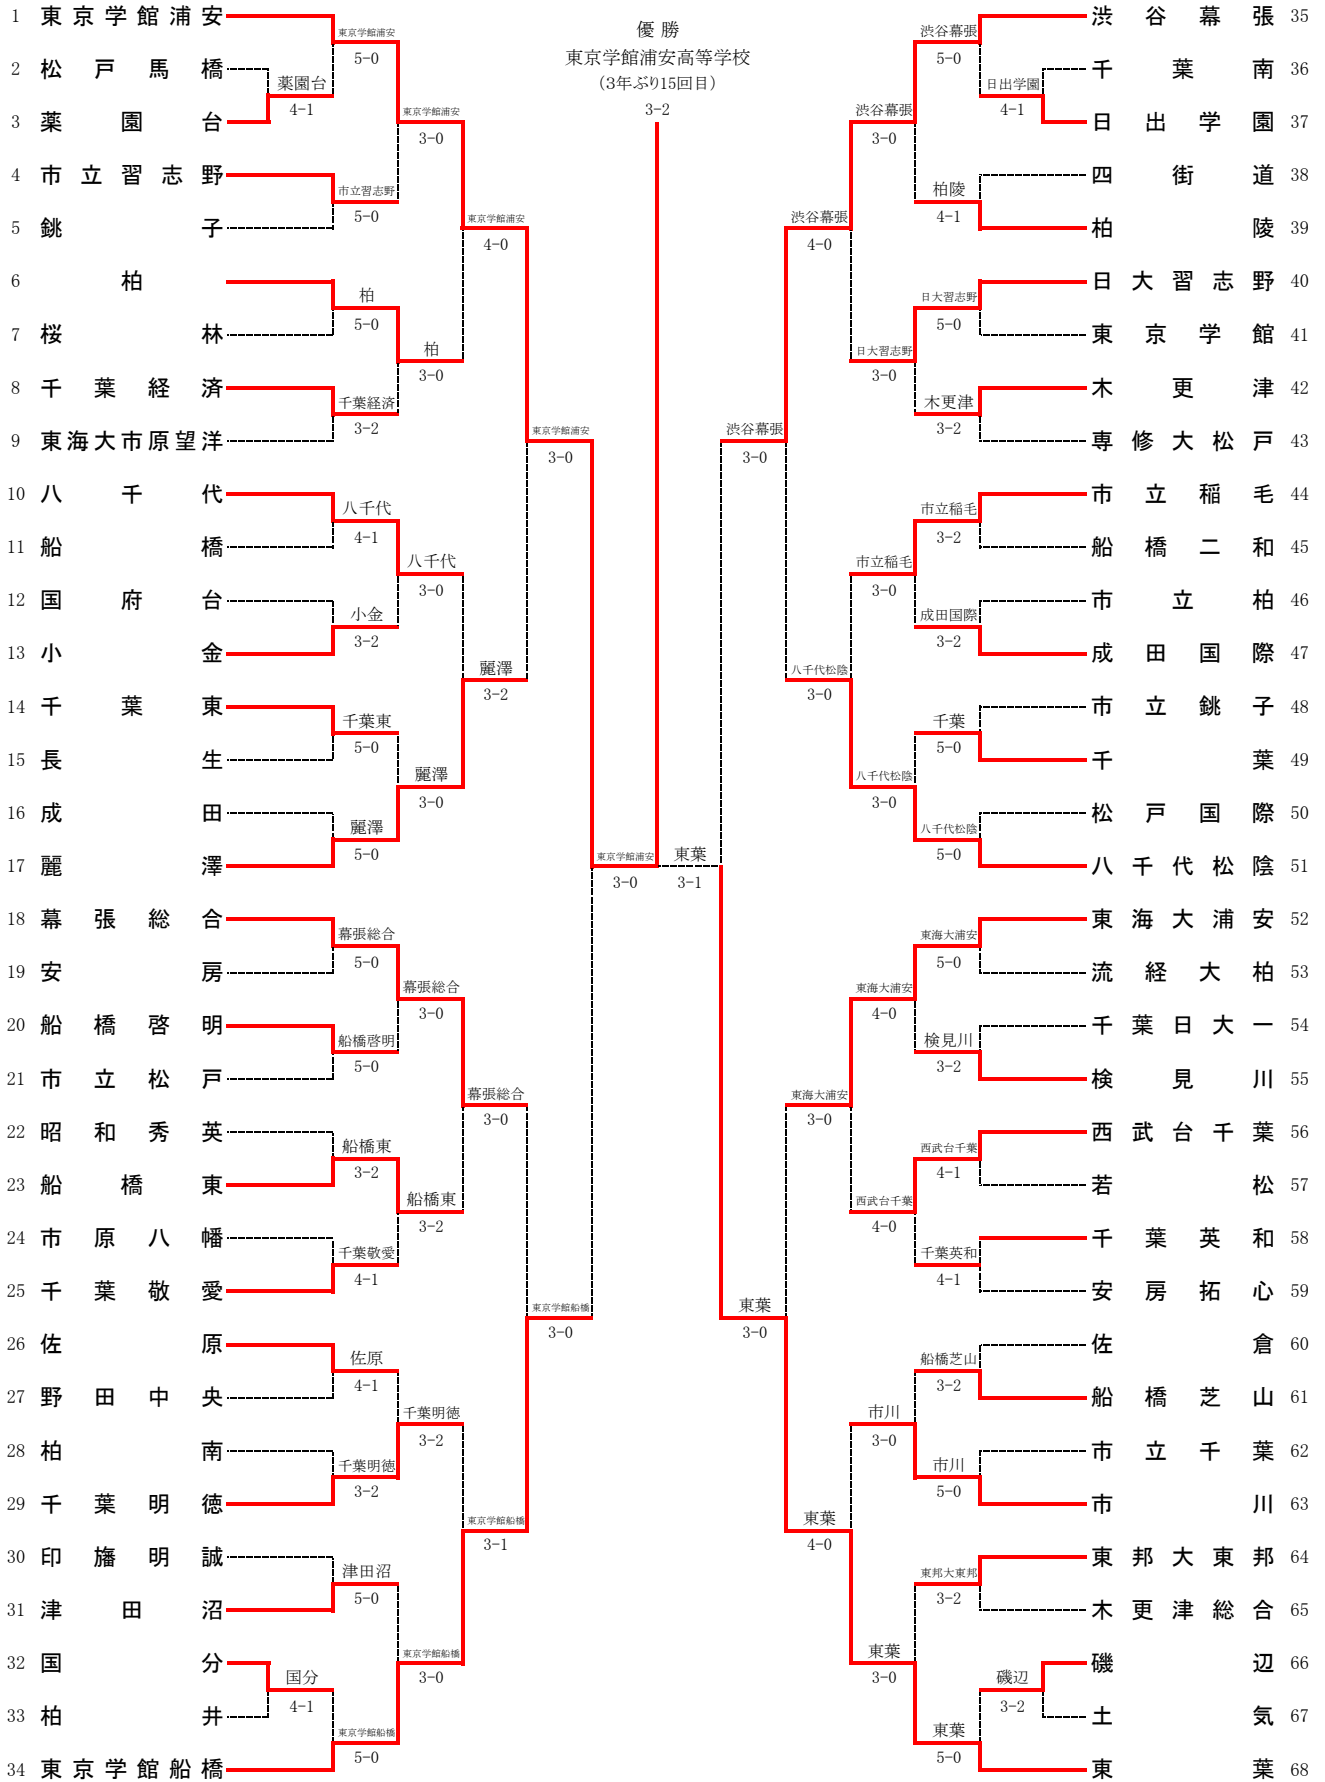 優 勝
東京学館浦安高等学校
（3年ぶり15回目）
3-2
1 東京学館浦安
2 松戸馬橋
3 薬園台
4 市立習志野
5 銚子
6 柏
7 桜林
8 千葉経済
9 東海大市原望洋
10 八千代
11 船橋
12 国府台
13 小金
14 千葉東
15 長生
16 成田
17 麗澤
18 幕張総合
19 安房
20 船橋啓明
21 市立松戸
22 昭和秀英
23 船橋東
24 市原八幡
25 千葉敬愛
26 佐原
27 野田中央
28 柏南
29 千葉明徳
30 印旛明誠
31 津田沼
32 国分
33 柏井
34 東京学館船橋
薬園台
4-1
国分
4-1
東京学館浦安
5-0
市立習志野
5-0
柏
5-0
千葉経済
3-2
八千代
4-1
小金
3-2
千葉東
5-0
麗澤
5-0
幕張総合
5-0
船橋啓明
5-0
船橋東
3-2
千葉敬愛
4-1
佐原
4-1
千葉明徳
3-2
津田沼
5-0
東京学館船橋
5-0
東京学館浦安
3-0
柏
3-0
八千代
3-0
麗澤
3-0
幕張総合
3-0
船橋東
3-2
千葉明徳
3-2
東京学館船橋
3-0
東京学館浦安
4-0
麗澤
3-2
幕張総合
3-0
東京学館船橋
3-1
東京学館浦安
3-0
東京学館船橋
3-0
東京学館浦安
3-0
東葉
3-1
渋谷幕張
3-0
東葉
3-0
渋谷幕張
4-0
八千代松陰
3-0
東海大浦安
3-0
東葉
4-0
渋谷幕張
3-0
日大習志野
3-0
市立稲毛
3-0
八千代松陰
3-0
東海大浦安
4-0
西武台千葉
4-0
市川
3-0
東葉
3-0
渋谷幕張
5-0
柏陵
4-1
日大習志野
5-0
木更津
3-2
市立稲毛
3-2
成田国際
3-2
千葉
5-0
八千代松陰
5-0
東海大浦安
5-0
検見川
3-2
西武台千葉
4-1
千葉英和
4-1
船橋芝山
3-2
市川
5-0
東邦大東邦
3-2
東葉
5-0
日出学園
4-1
磯辺
3-2
渋谷幕張 35
千葉南 36
日出学園 37
四街道 38
柏陵 39
日大習志野 40
東京学館 41
木更津 42
専修大松戸 43
市立稲毛 44
船橋二和 45
市立柏 46
成田国際 47
市立銚子 48
千葉 49
松戸国際 50
八千代松陰 51
東海大浦安 52
流経大柏 53
千葉日大一 54
検見川 55
西武台千葉 56
若松 57
千葉英和 58
安房拓心 59
佐倉 60
船橋芝山 61
市立千葉 62
市川 63
東邦大東邦 64
木更津総合 65
磯辺 66
土気 67
東葉 68